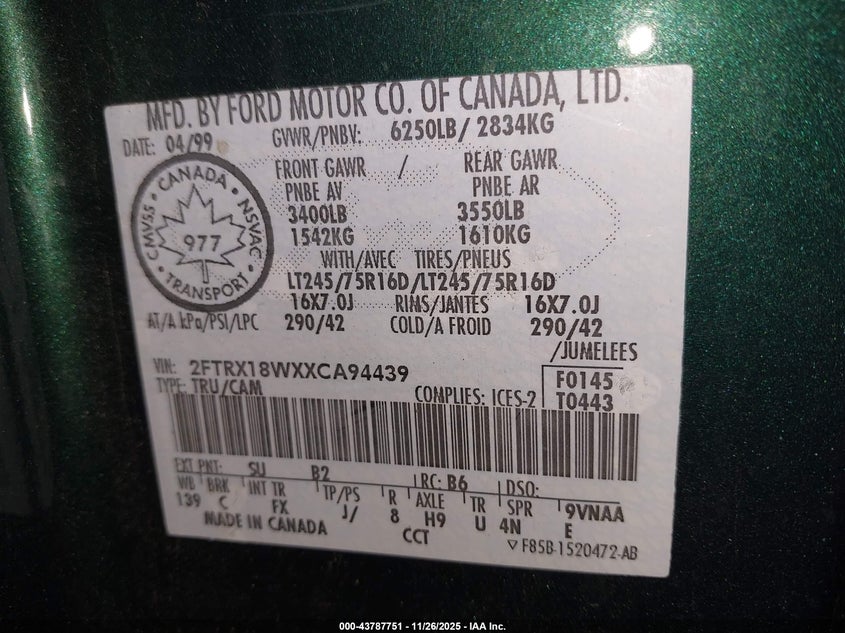 MFD. BY FORD MOTOR CO. OF CANADA, LTD.
DATE: 04/99 GVWR/PNBV: 6250LB/ 2834KG
FRONT GAWR / REAR GAWR
PNBE AV PNBE AR
3400LB 3550LB
1542KG 1610KG
WITH/AVEC TIRES/PNEUS
LT245/75R16D/LT245/75R16D
16X7.0J RIMS/JANTES 16X7.0J
AT/A kPa/PSI/LPC 290/42 COLD/A FROID 290/42
CANADA
CMVSS NSVAC
977
TRANSPORT
/JUMELEES
VIN: 2FTRX18WXXCA94439 F0145
TYPE: TRU/CAM COMPLIES: ICES-2 T0443
EXT PNT: SU B2 RC: B6 DSO:
WB BRK INT TR TP/PS R AXLE TR SPR 9VNAA
139 C FX J/ 8 H9 U 4N E
MADE IN CANADA CCT
F85B-1520472-AB
000-43787751 — 11/26/2025 — IAA Inc.